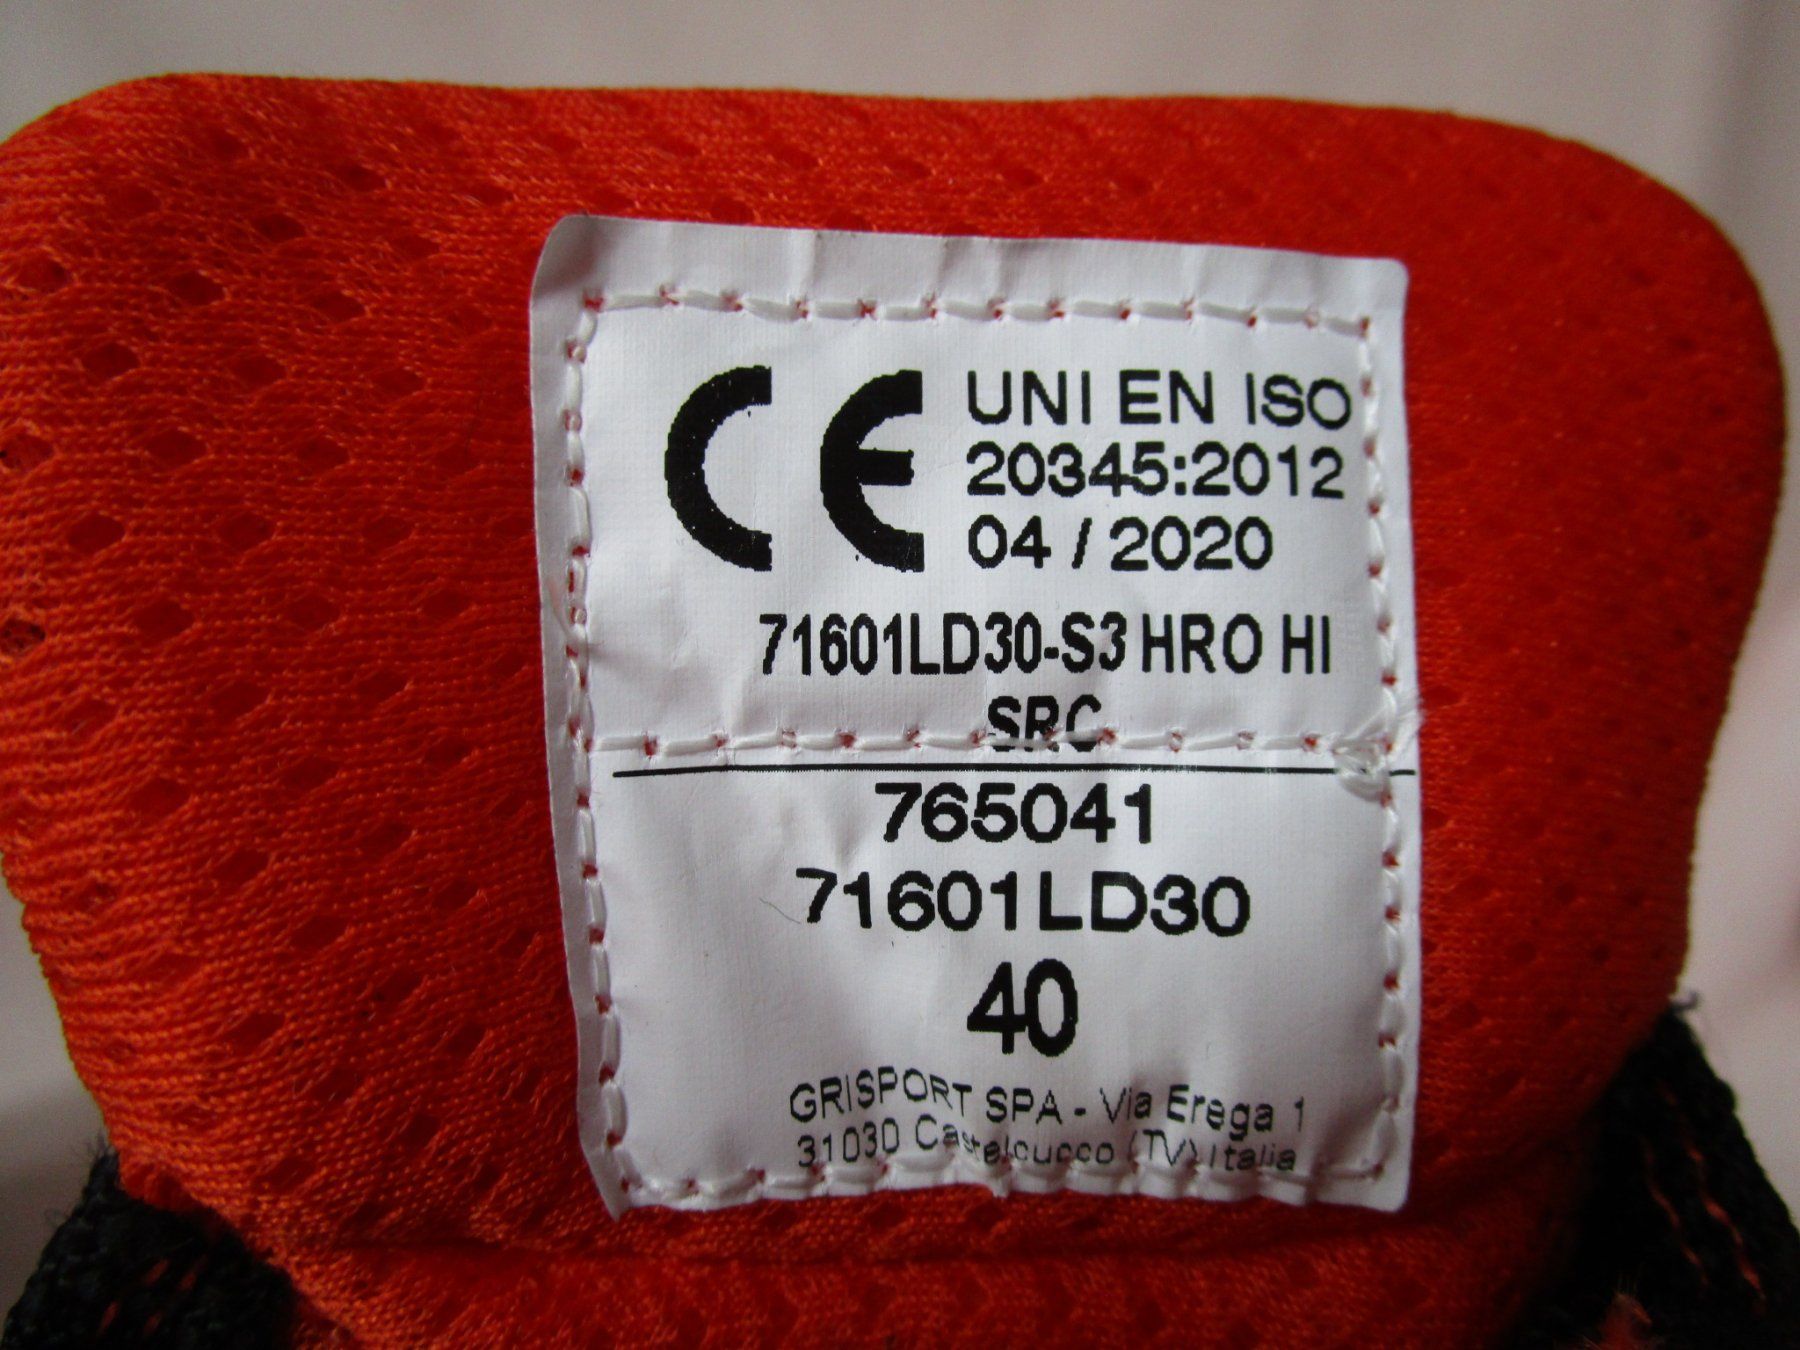 CE UNI EN ISO
20345:2012
04 / 2020
71601LD30-S3 HRO HI
SRC
765041
71601LD30
40
GRISPORT SPA - Via Erega 1
31030 Castelcucco (TV) Italia